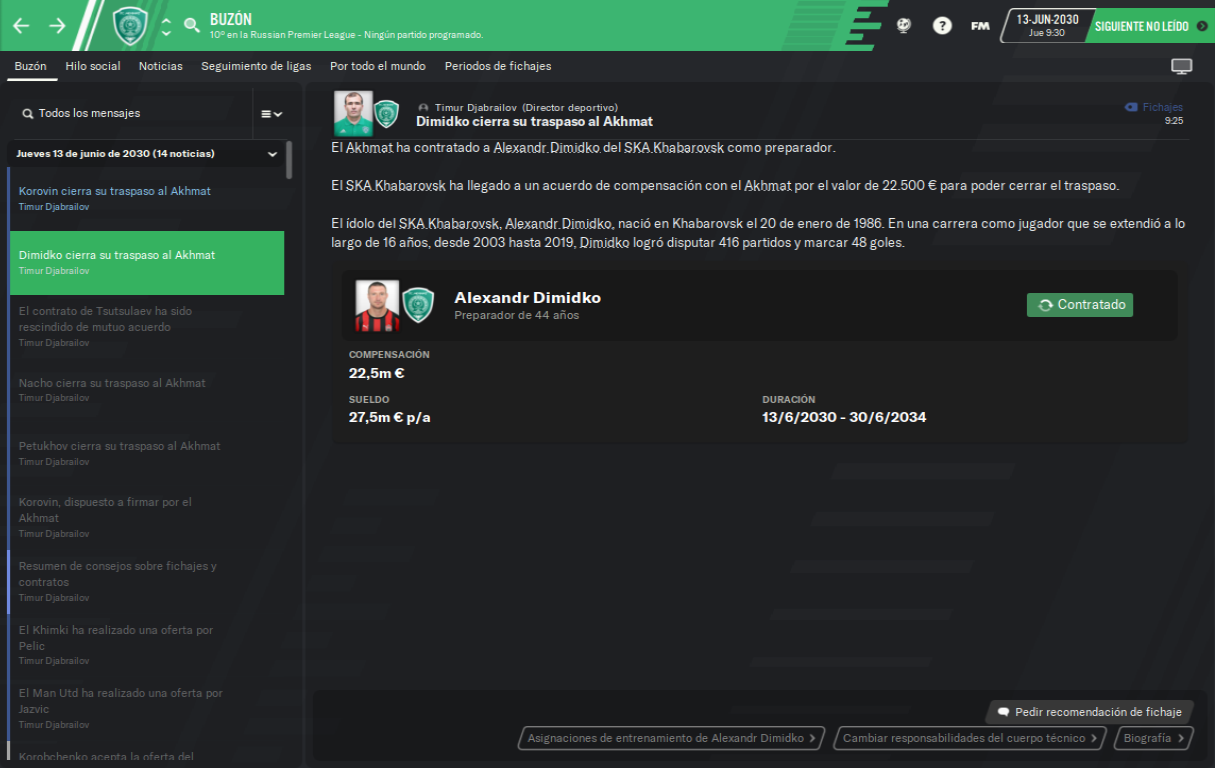 BUZÓN
10º en la Russian Premier League - Ningún partido programado.
?
FM
13-JUN-2030
Jue 9:30
SIGUIENTE NO LEÍDO
Buzón Hilo social Noticias Seguimiento de ligas Por todo el mundo Periodos de fichajes
Todos los mensajes
Jueves 13 de junio de 2030 (14 noticias)
Korovin cierra su traspaso al Akhmat
Timur Djabrailov
Dimidko cierra su traspaso al Akhmat
Timur Djabrailov
El contrato de Tsutsulaev ha sido
rescindido de mutuo acuerdo
Timur Djabrailov
Nacho cierra su traspaso al Akhmat
Timur Djabrailov
Petukhov cierra su traspaso al Akhmat
Timur Djabrailov
Korovin, dispuesto a firmar por el
Akhmat
Timur Djabrailov
Resumen de consejos sobre fichajes y
contratos
Timur Djabrailov
El Khimki ha realizado una oferta por
Pelic
Timur Djabrailov
El Man Utd ha realizado una oferta por
Jazvic
Timur Djabrailov
Korobchenko acepta la oferta del
Timur Djabrailov (Director deportivo)
Dimidko cierra su traspaso al Akhmat
Fichajes
9:25
El Akhmat ha contratado a Alexandr Dimidko del SKA Khabarovsk como preparador.
El SKA Khabarovsk ha llegado a un acuerdo de compensación con el Akhmat por el valor de 22.500 € para poder cerrar el traspaso.
El ídolo del SKA Khabarovsk, Alexandr Dimidko, nació en Khabarovsk el 20 de enero de 1986. En una carrera como jugador que se extendió a lo
largo de 16 años, desde 2003 hasta 2019, Dimidko logró disputar 416 partidos y marcar 48 goles.
Alexandr Dimidko
Preparador de 44 años
Contratado
COMPENSACIÓN
22,5m €
SUELDO
27,5m € p/a
DURACIÓN
13/6/2030 - 30/6/2034
Pedir recomendación de fichaje
Asignaciones de entrenamiento de Alexandr Dimidko
Cambiar responsabilidades del cuerpo técnico
Biografía